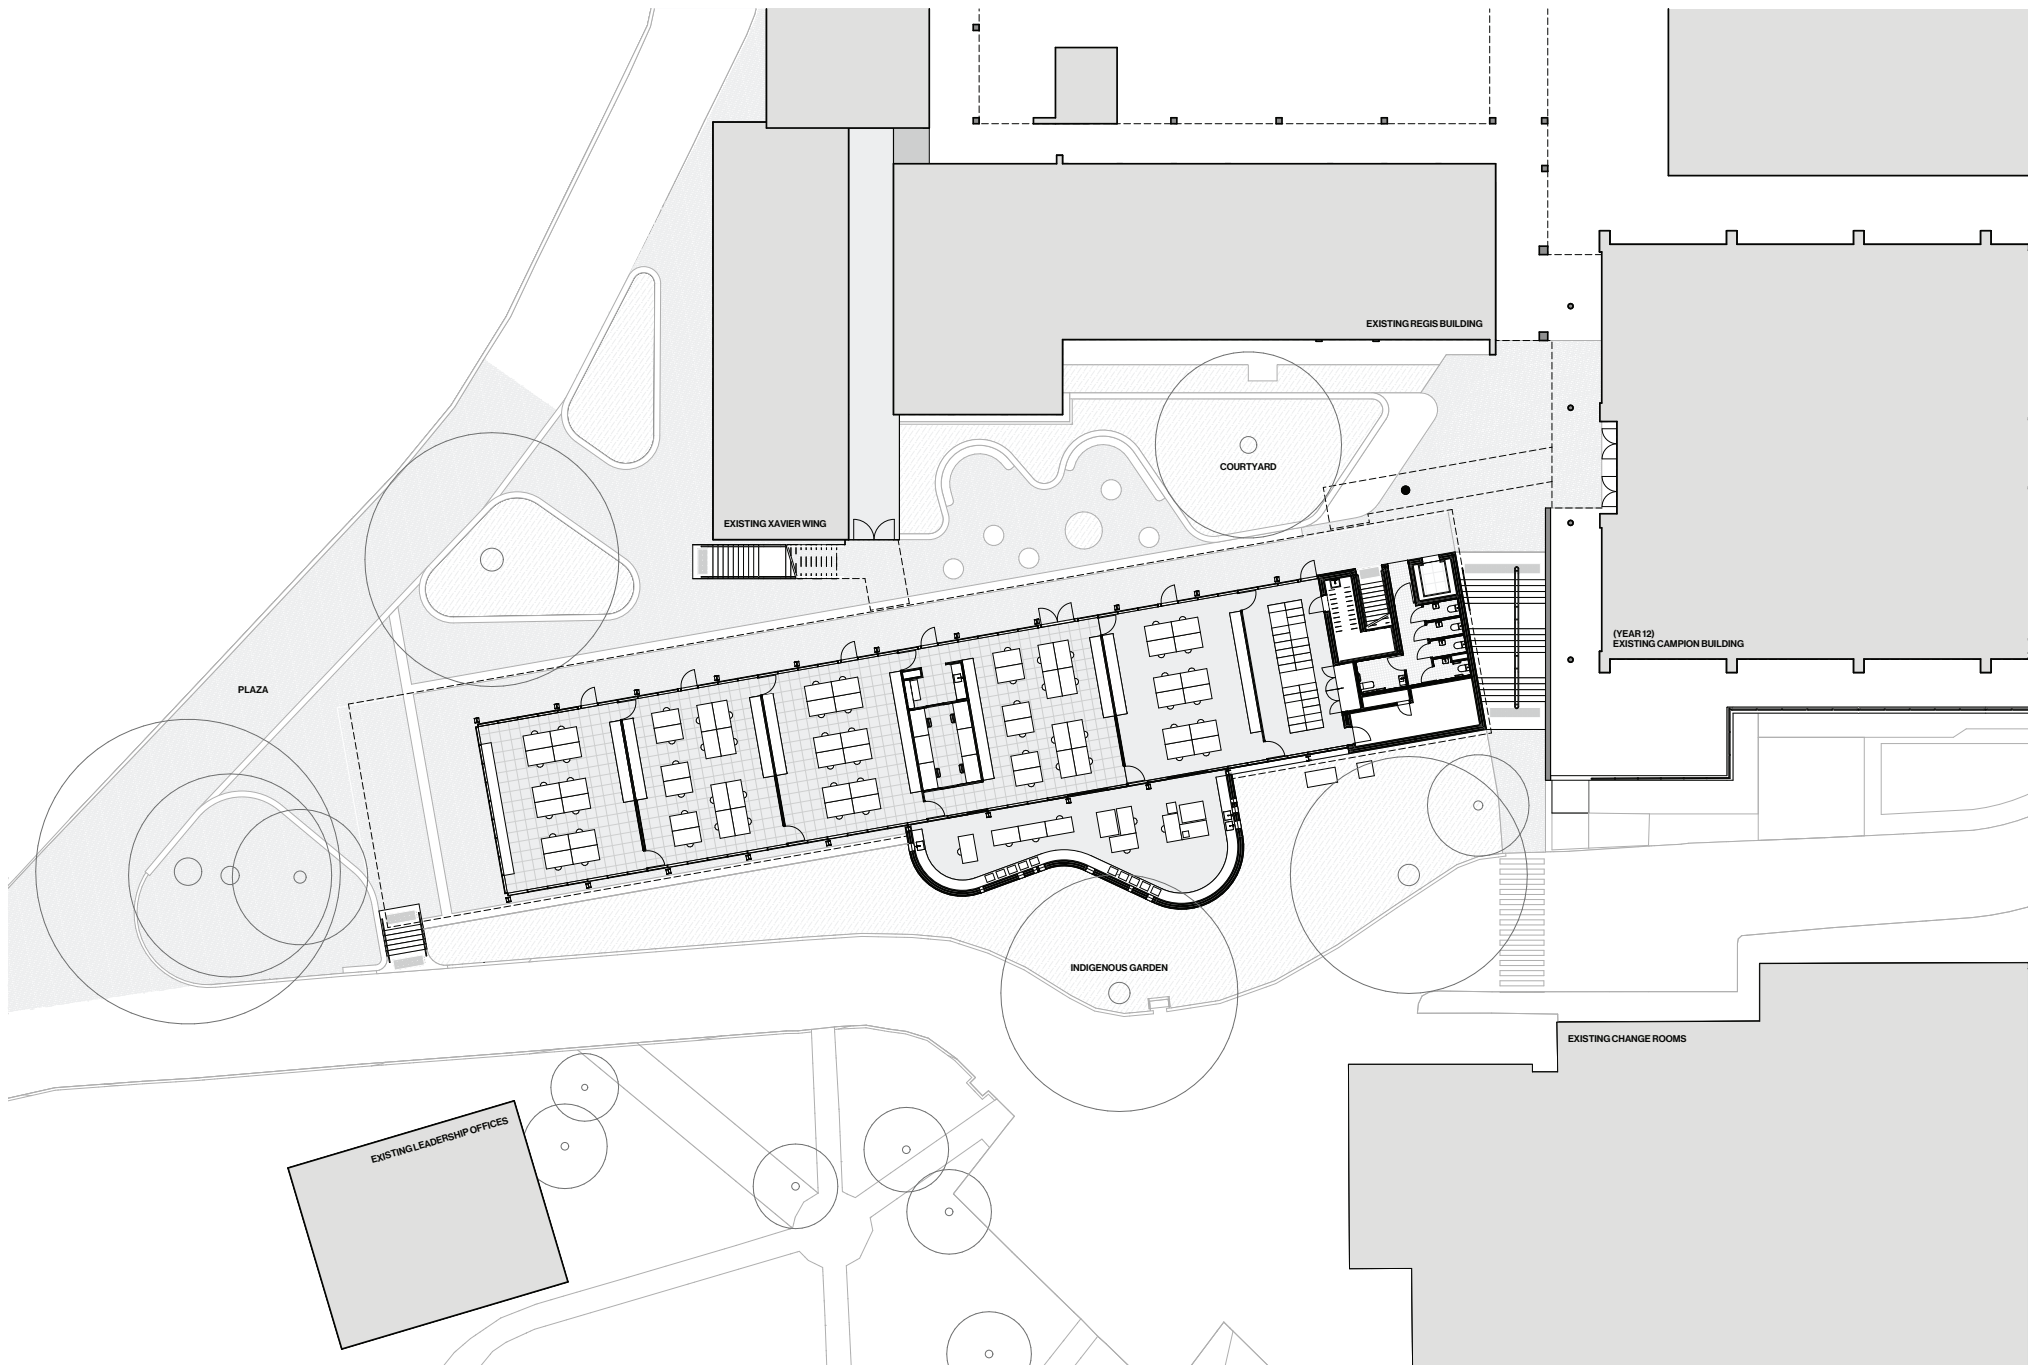 EXISTING REGIS BUILDING
COURTYARD
EXISTING XAVIER WING
(YEAR 12)
EXISTING CAMPION BUILDING
PLAZA
INDIGENOUS GARDEN
EXISTING CHANGE ROOMS
EXISTING LEADERSHIP OFFICES